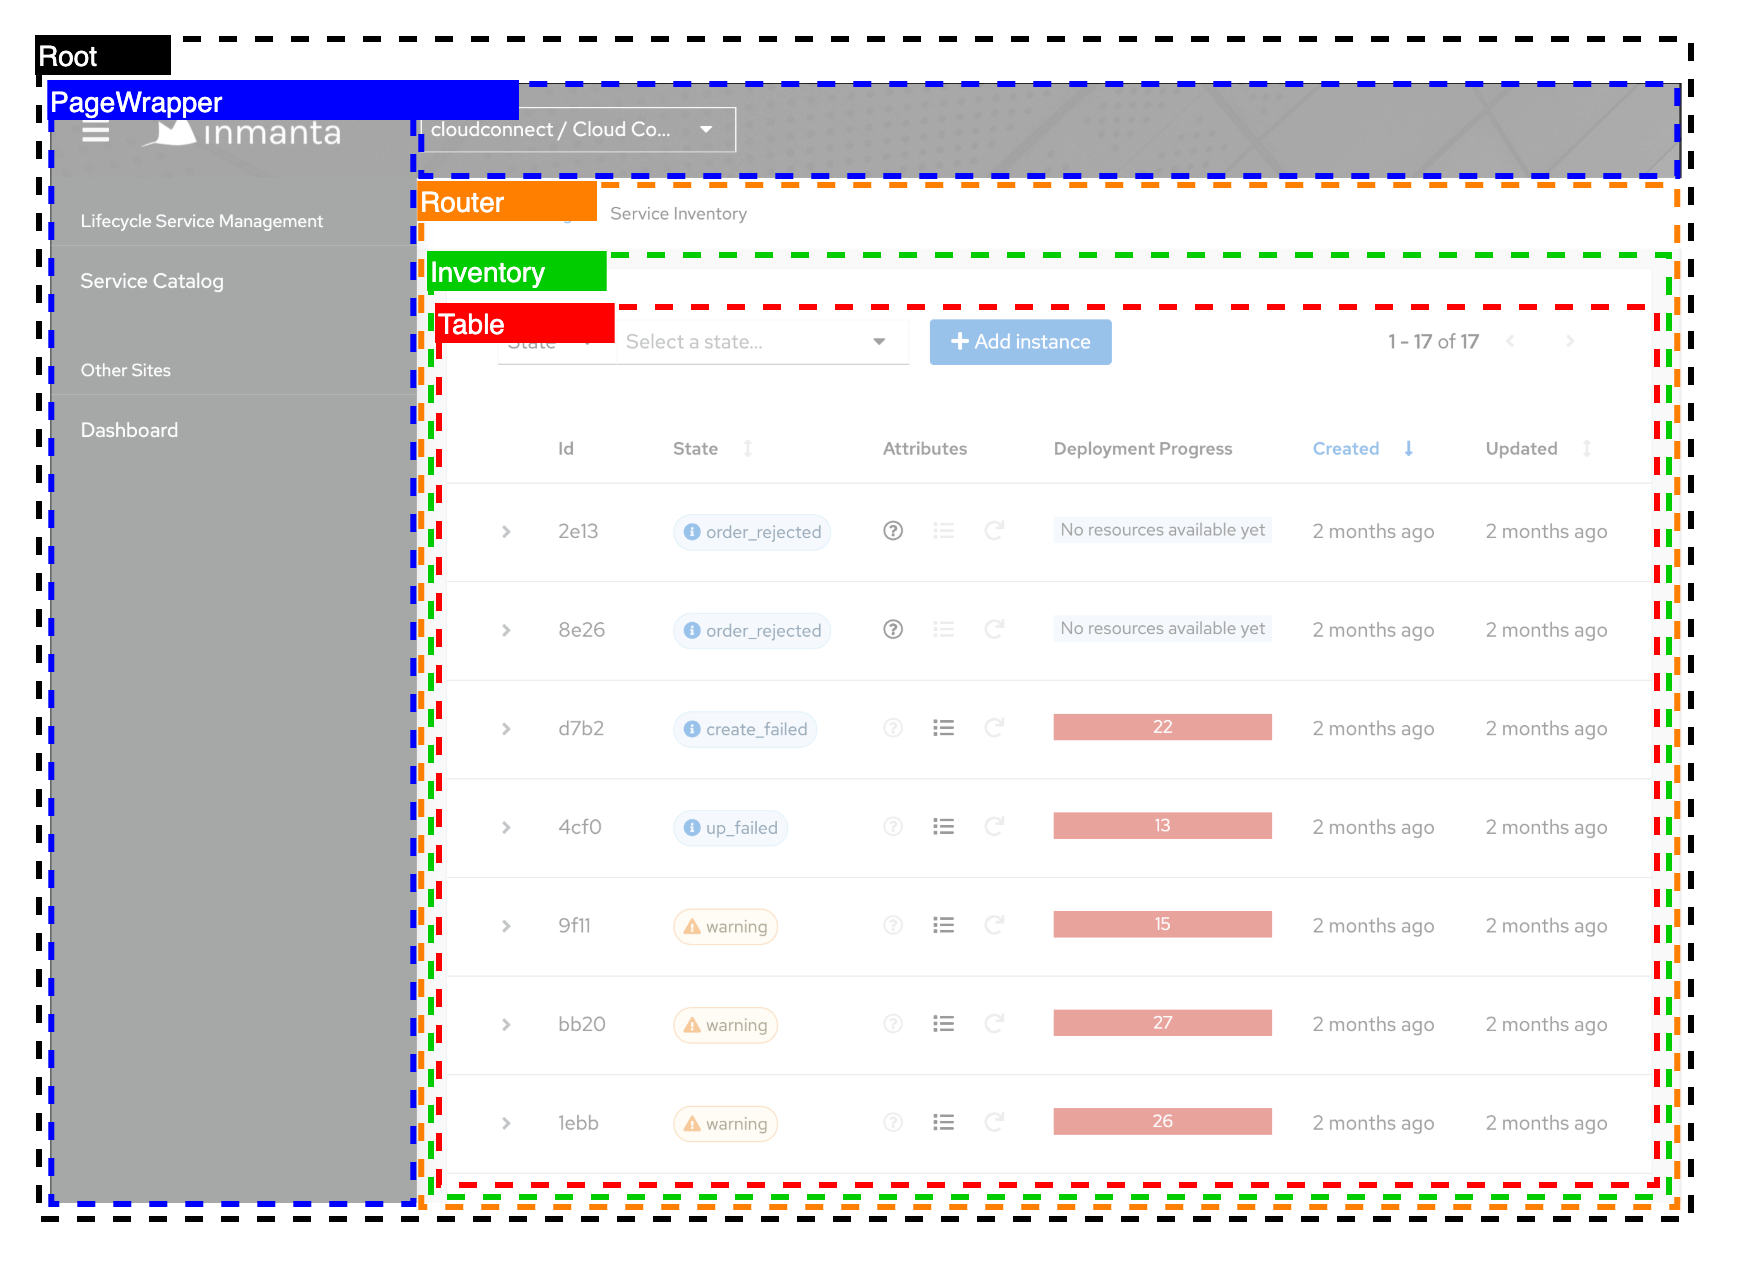 Root
PageWrapper
inmanta
cloudconnect / Cloud Co...
Router
Service Inventory
Lifecycle Service Management
Inventory
Service Catalog
Table
State
Select a state...
Add instance
1 - 17 of 17
Other Sites
Dashboard
Id State Attributes Deployment Progress Created Updated
2e13 order_rejected No resources available yet 2 months ago 2 months ago
8e26 order_rejected No resources available yet 2 months ago 2 months ago
d7b2 create_failed 22 2 months ago 2 months ago
4cf0 up_failed 13 2 months ago 2 months ago
9f11 warning 15 2 months ago 2 months ago
bb20 warning 27 2 months ago 2 months ago
1ebb warning 26 2 months ago 2 months ago